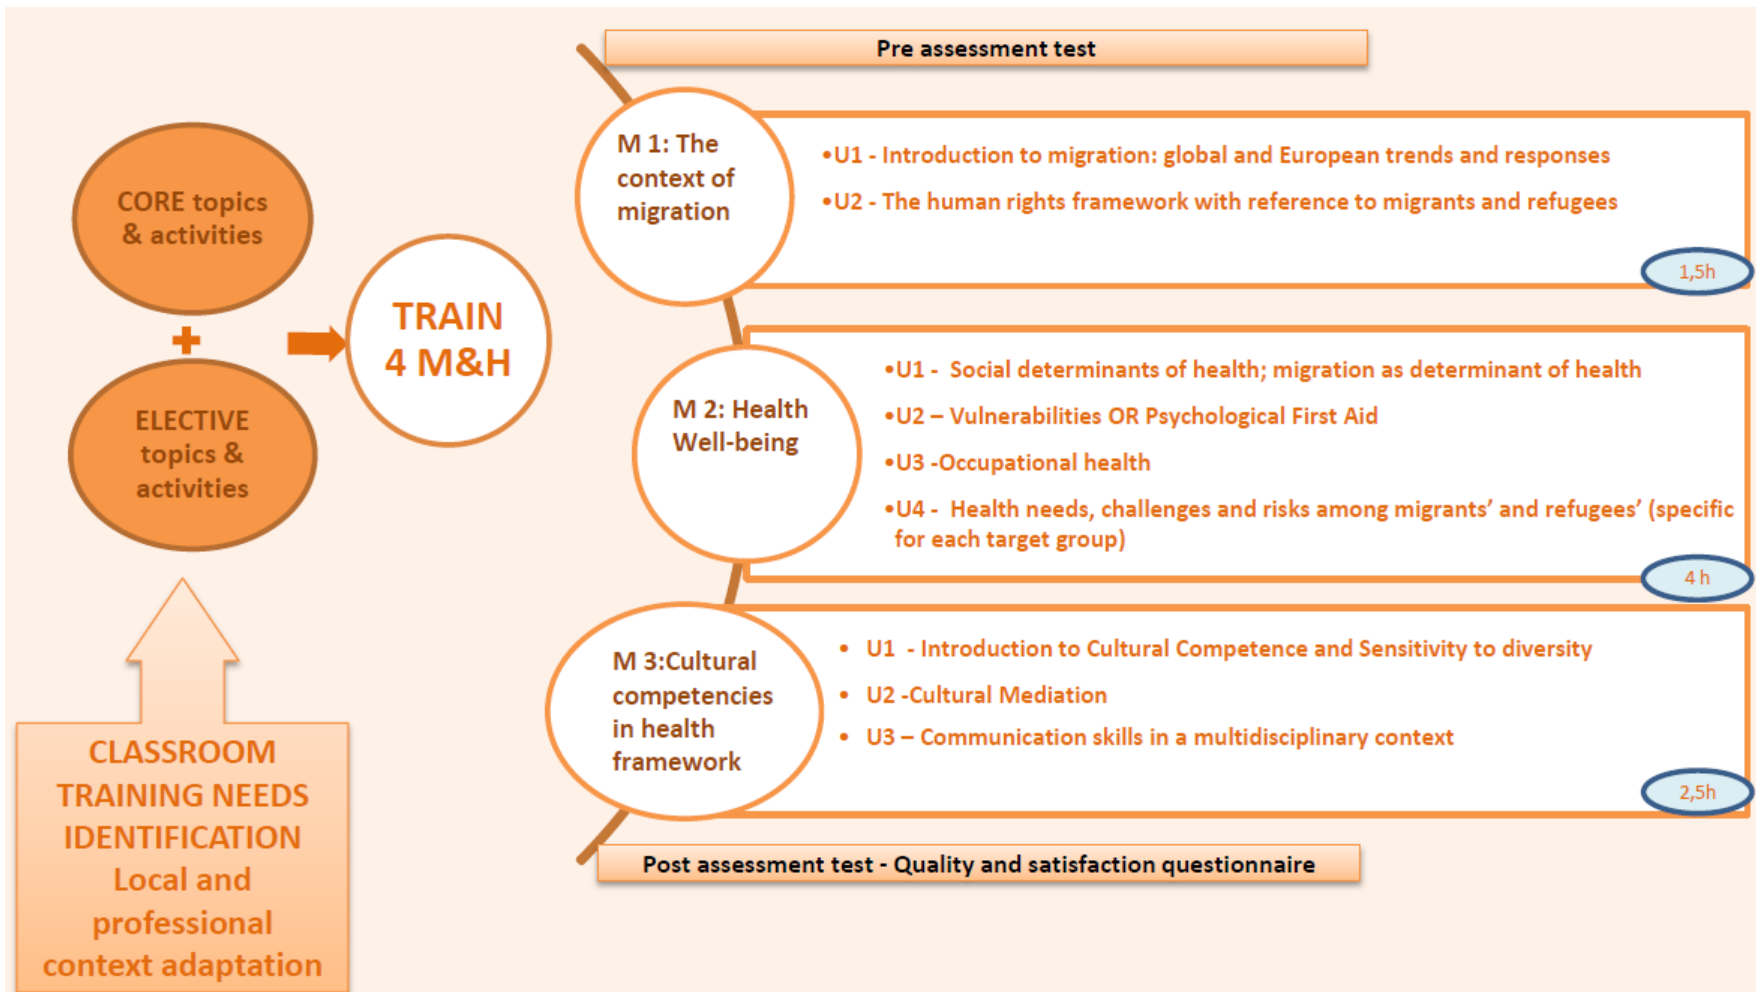 Pre assessment test
CORE topics
& activities
ELECTIVE
topics &
activities
TRAIN
4 M&H
CLASSROOM
TRAINING NEEDS
IDENTIFICATION
Local and
professional
context adaptation
M 1: The
context of
migration
•U1 - Introduction to migration: global and European trends and responses
•U2 - The human rights framework with reference to migrants and refugees
1,5h
M 2: Health
Well-being
•U1 -  Social determinants of health; migration as determinant of health
•U2 – Vulnerabilities OR Psychological First Aid
•U3 -Occupational health
•U4 -  Health needs, challenges and risks among migrants’ and refugees’ (specific
for each target group)
4 h
M 3:Cultural
competencies
in health
framework
• U1  - Introduction to Cultural Competence and Sensitivity to diversity
• U2 -Cultural Mediation
• U3 – Communication skills in a multidisciplinary context
2,5h
Post assessment test - Quality and satisfaction questionnaire